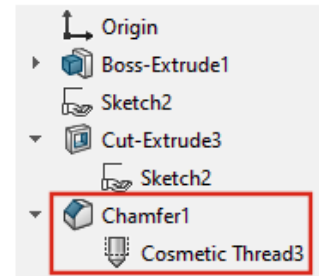 Origin
Boss-Extrude1
Sketch2
Cut-Extrude3
Sketch2
Chamfer1
Cosmetic Thread3